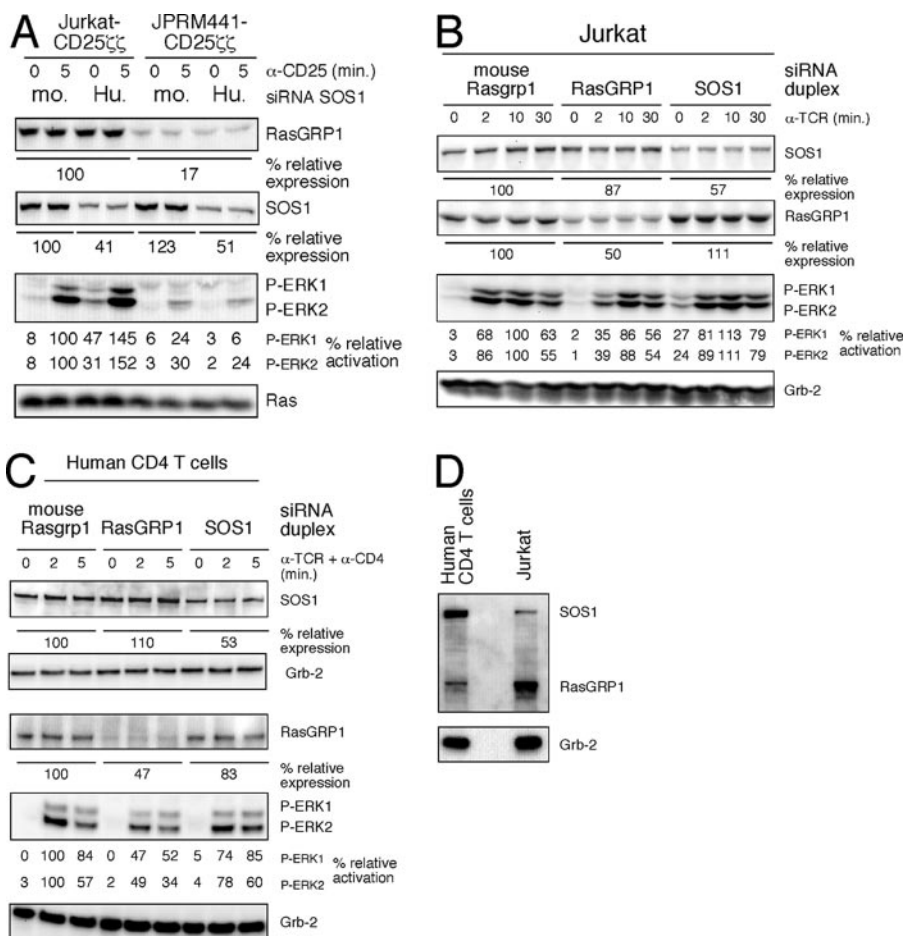 A
Jurkat- JPRM441-
CD25ζζ CD25ζζ
0 5 0 5 0 5 0 5 α-CD25 (min.)
mo. Hu. mo. Hu. siRNA SOS1
RasGRP1
100 17 % relative expression
SOS1
100 41 123 51 % relative expression
P-ERK1
P-ERK2
8 100 47 145 6 24 3 6 P-ERK1
8 100 31 152 3 30 2 24 P-ERK2
% relative activation
Ras
B
Jurkat
mouse Rasgrp1 RasGRP1 SOS1 siRNA duplex
0 2 10 30 0 2 10 30 0 2 10 30 α-TCR (min.)
SOS1
100 87 57 % relative expression
RasGRP1
100 50 111 % relative expression
P-ERK1
P-ERK2
3 68 100 63 2 35 86 56 27 81 113 79 P-ERK1
3 86 100 55 1 39 88 54 24 89 111 79 P-ERK2
% relative activation
Grb-2
C
Human CD4 T cells
mouse Rasgrp1 RasGRP1 SOS1 siRNA duplex
0 2 5 0 2 5 0 2 5 α-TCR + α-CD4 (min.)
SOS1
100 110 53 % relative expression
Grb-2
RasGRP1
100 47 83 % relative expression
P-ERK1
P-ERK2
0 100 84 0 47 52 5 74 85 P-ERK1
3 100 57 2 49 34 4 78 60 P-ERK2
% relative activation
Grb-2
D
Human CD4 T cells
Jurkat
SOS1
RasGRP1
Grb-2